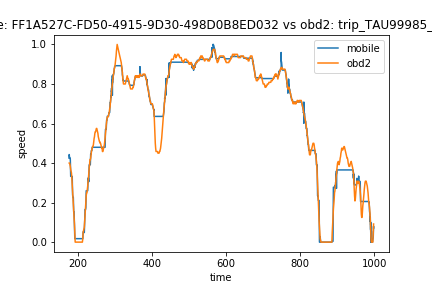 e: FF1A527C-FD50-4915-9D30-498D0B8ED032 vs obd2: trip_TAU99985_
1.0
mobile
obd2
0.8
0.6
speed
0.4
0.2
0.0
200 400 600 800 1000
time